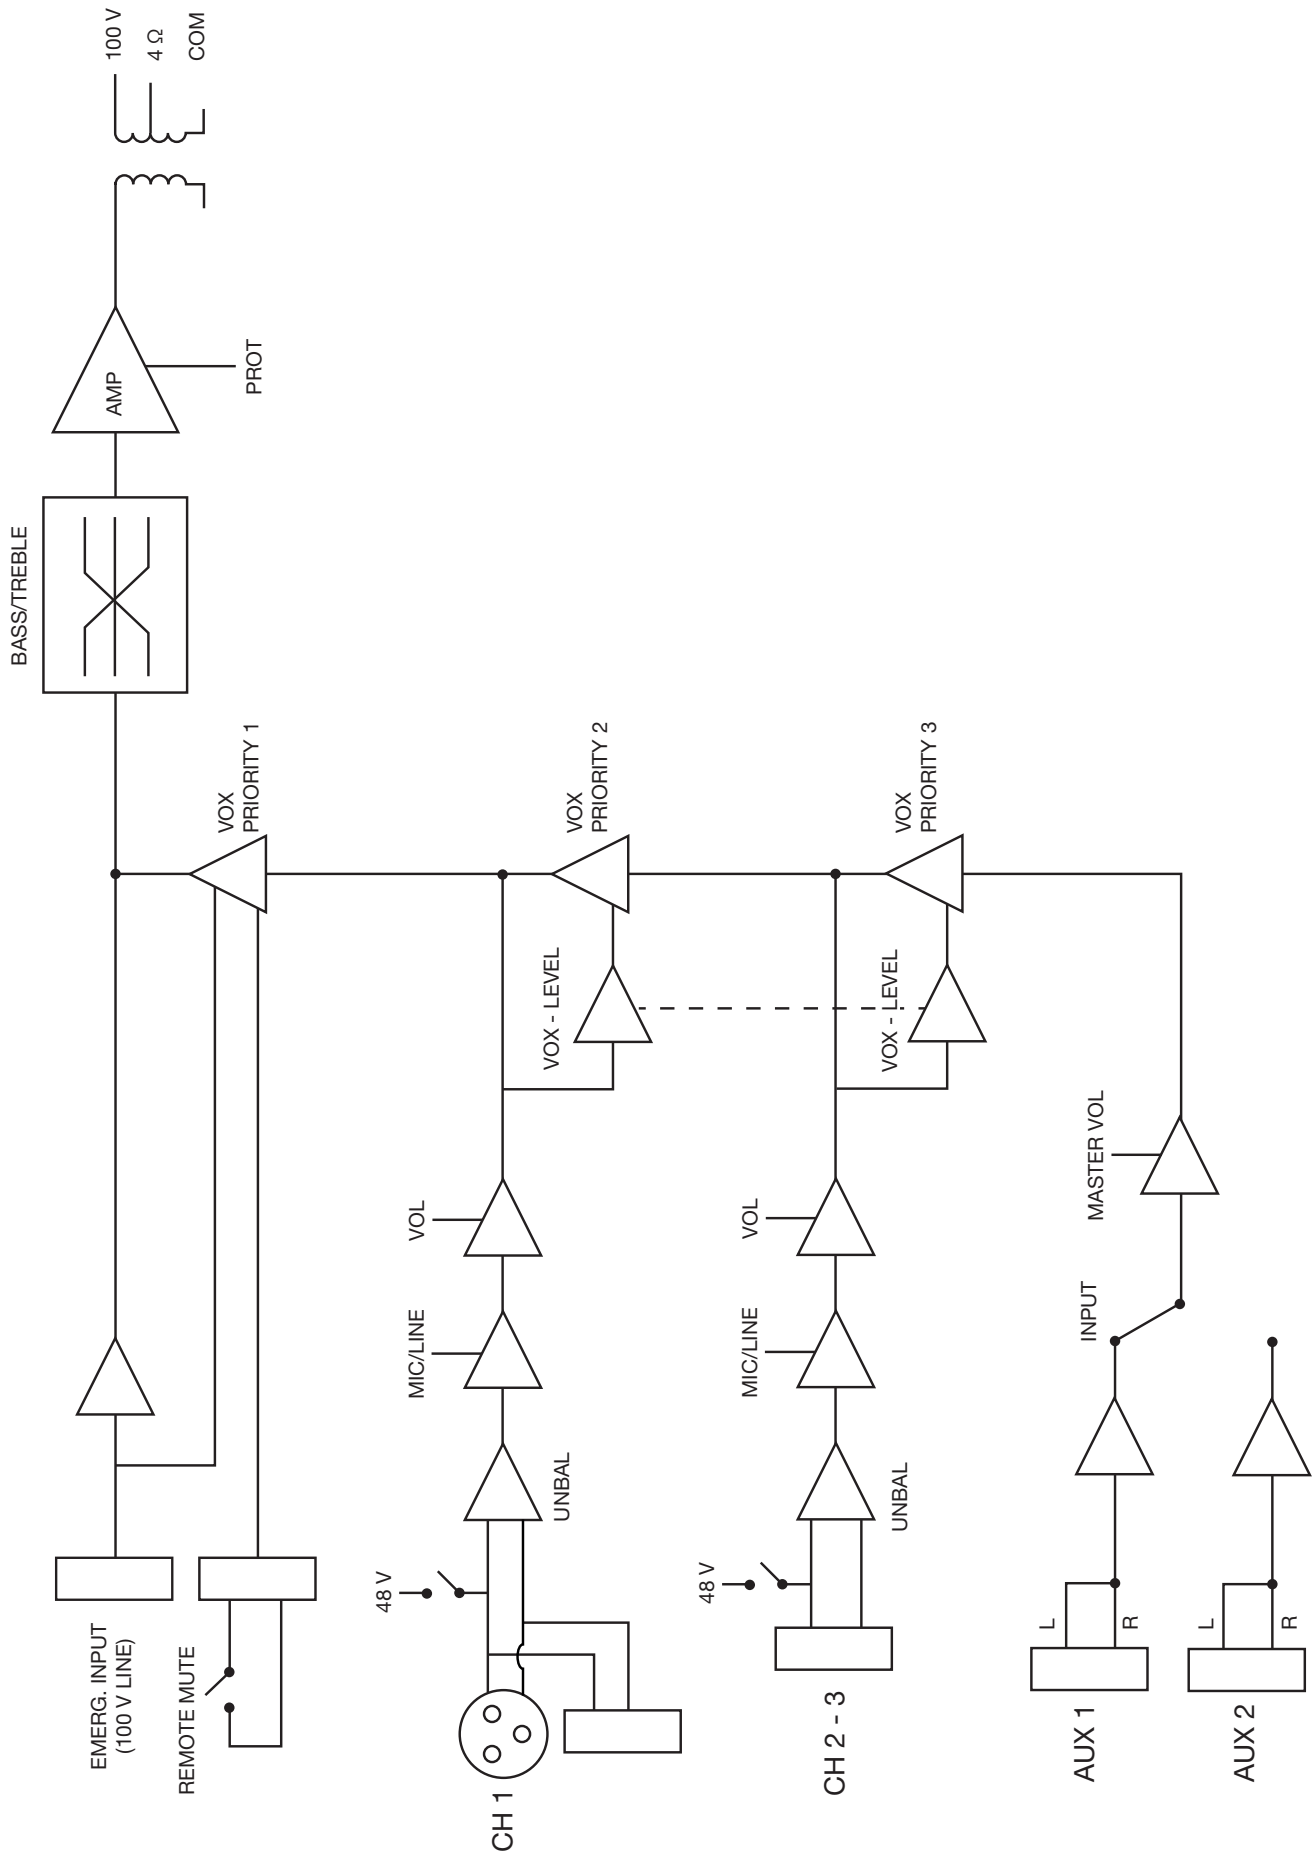 EMERG. INPUT
(100 V LINE)
REMOTE MUTE
BASS/TREBLE
AMP
PROT
100 V
4 Ω
COM
VOX
PRIORITY 1
CH 1
48 V
UNBAL
MIC/LINE
VOL
VOX - LEVEL
VOX
PRIORITY 2
CH 2 - 3
48 V
UNBAL
MIC/LINE
VOL
VOX - LEVEL
VOX
PRIORITY 3
AUX 1
L
R
INPUT
MASTER VOL
AUX 2
L
R